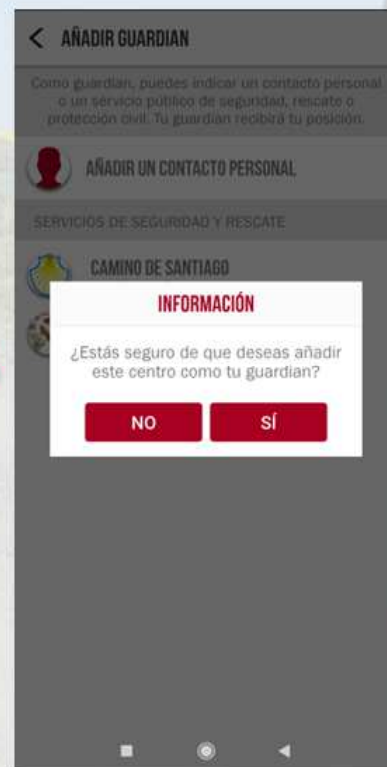 AÑADIR GUARDIAN
Como guardian, puedes indicar un contacto personal
o un servicio público de seguridad, rescate o
protección civil. Tu guardian recibirá tu posición.
AÑADIR UN CONTACTO PERSONAL
SERVICIOS DE SEGURIDAD Y RESCATE
CAMINO DE SANTIAGO
INFORMACIÓN
¿Estás seguro de que deseas añadir
este centro como tu guardian?
NO SÍ